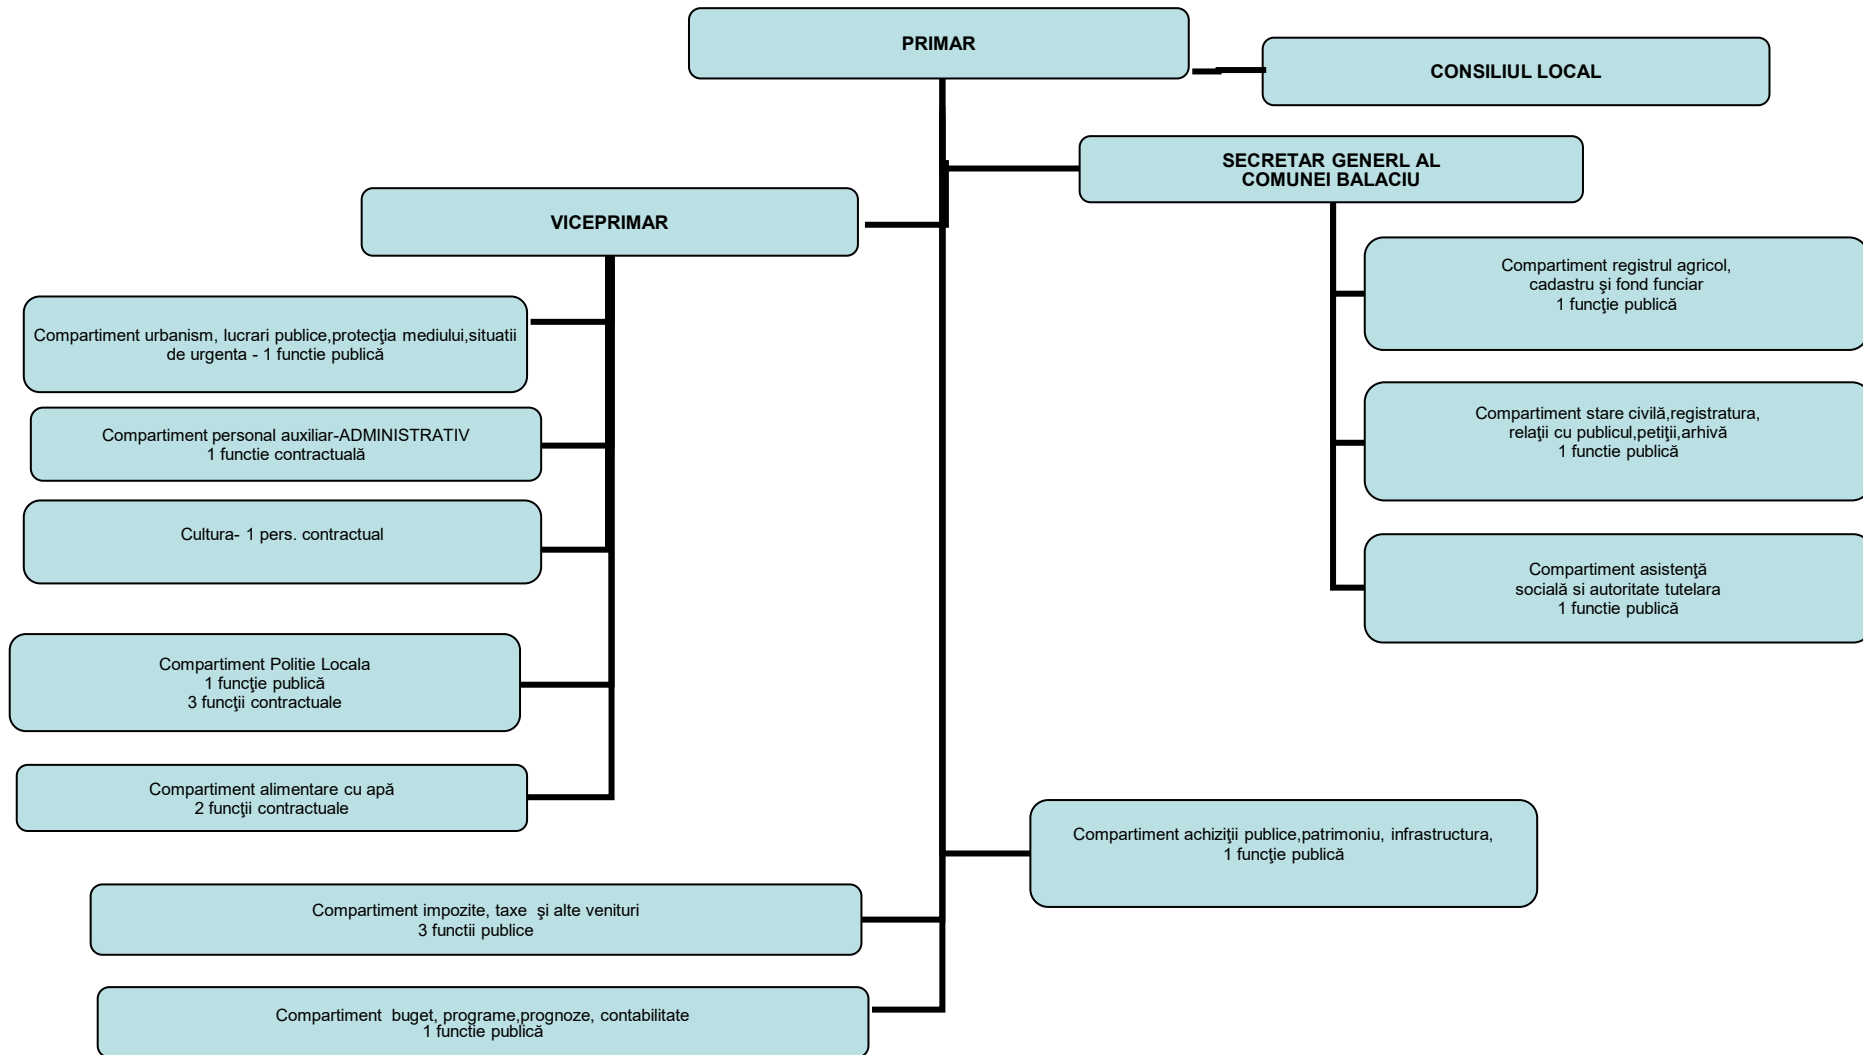 PRIMAR
CONSILIUL LOCAL
SECRETAR GENERL AL
COMUNEI BALACIU
VICEPRIMAR
Compartiment registrul agricol,
cadastru şi fond funciar
1 funcţie publică
Compartiment urbanism, lucrari publice,protecţia mediului,situatii
de urgenta - 1 functie publică
Compartiment personal auxiliar-ADMINISTRATIV
1 functie contractuală
Compartiment stare civilă,registratura,
relaţii cu publicul,petiţii,arhivă
1 functie publică
Cultura- 1 pers. contractual
Compartiment asistenţă
socială si autoritate tutelara
1 functie publică
Compartiment Politie Locala
1 funcţie publică
3 funcţii contractuale
Compartiment alimentare cu apă
2 funcţii contractuale
Compartiment achiziţii publice,patrimoniu, infrastructura,
1 funcţie publică
Compartiment impozite, taxe  şi alte venituri
3 functii publice
Compartiment  buget, programe,prognoze, contabilitate
1 functie publică